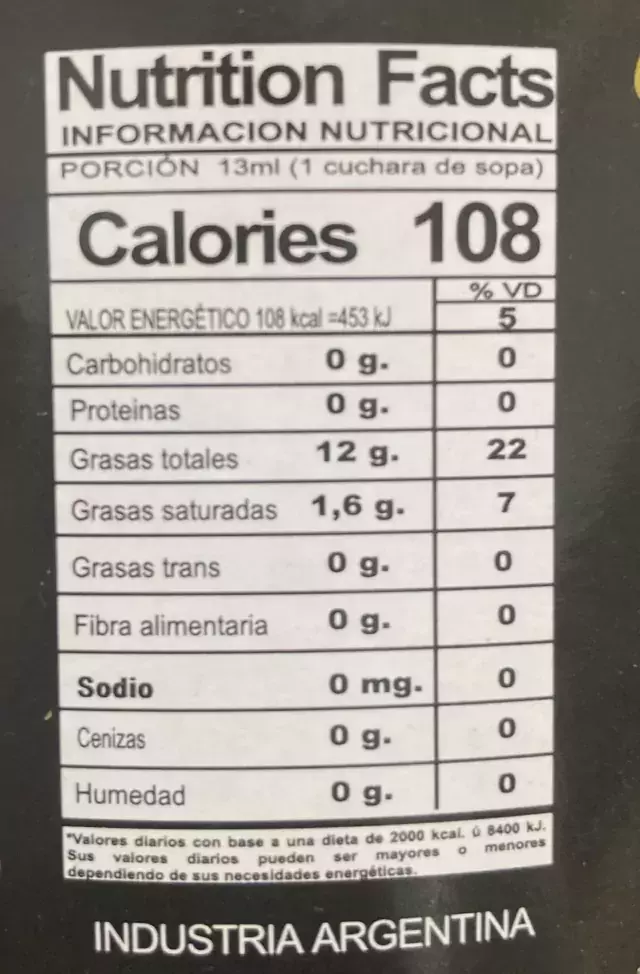 Nutrition Facts
INFORMACION NUTRICIONAL
PORCIÓN 13ml (1 cuchara de sopa)
Calories 108
% VD
VALOR ENERGÉTICO 108 kcal =453 kJ 5
Carbohidratos 0 g. 0
Proteinas 0 g. 0
Grasas totales 12 g. 22
Grasas saturadas 1,6 g. 7
Grasas trans 0 g. 0
Fibra alimentaria 0 g. 0
Sodio 0 mg. 0
Cenizas 0 g. 0
Humedad 0 g. 0
*Valores diarios con base a una dieta de 2000 kcal. ú 8400 kJ.
Sus valores diarios pueden ser mayores o menores
dependiendo de sus necesidades energéticas.
INDUSTRIA ARGENTINA